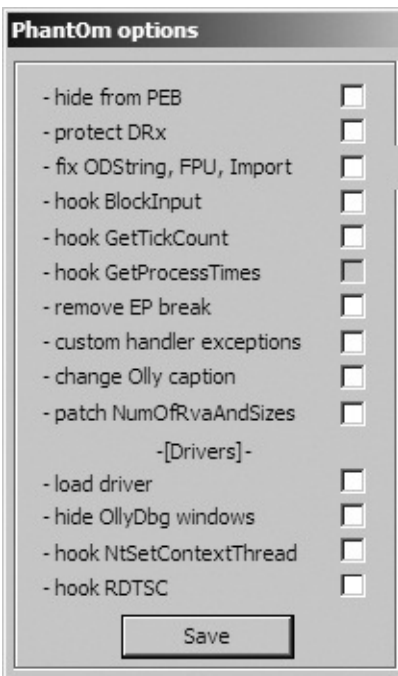 PhantOm options
- hide from PEB
- protect DRx
- fix ODString, FPU, Import
- hook BlockInput
- hook GetTickCount
- hook GetProcessTimes
- remove EP break
- custom handler exceptions
- change Olly caption
- patch NumOfRvaAndSizes
-[Drivers]-
- load driver
- hide OllyDbg windows
- hook NtSetContextThread
- hook RDTSC
Save